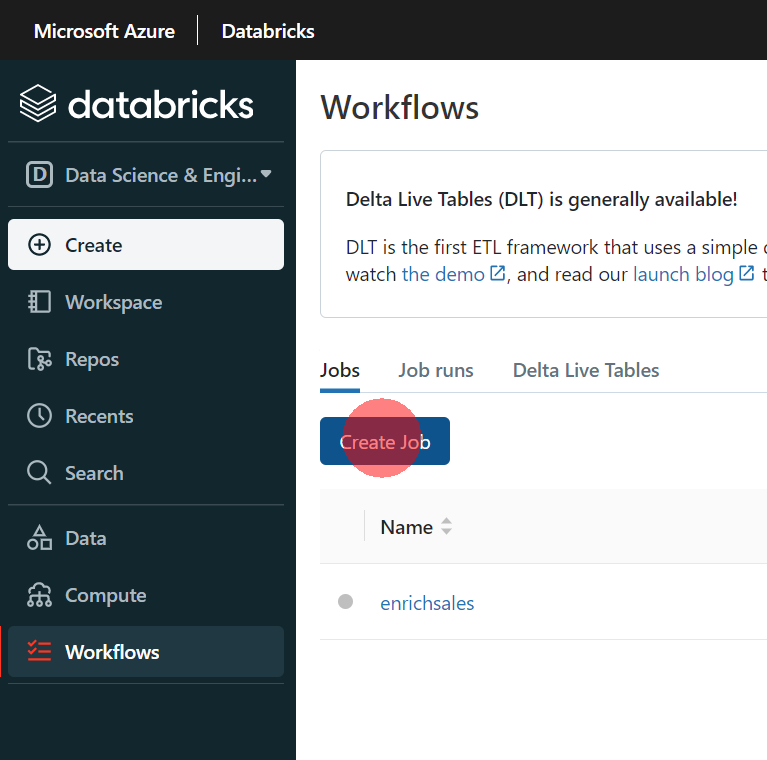 Microsoft Azure Databricks
databricks
D Data Science & Engi...
Create
Workspace
Repos
Recents
Search
Data
Compute
Workflows
Workflows
Delta Live Tables (DLT) is generally available!
DLT is the first ETL framework that uses a simple
watch the demo, and read our launch blog
Jobs Job runs Delta Live Tables
Create Job
Name
enrichsales